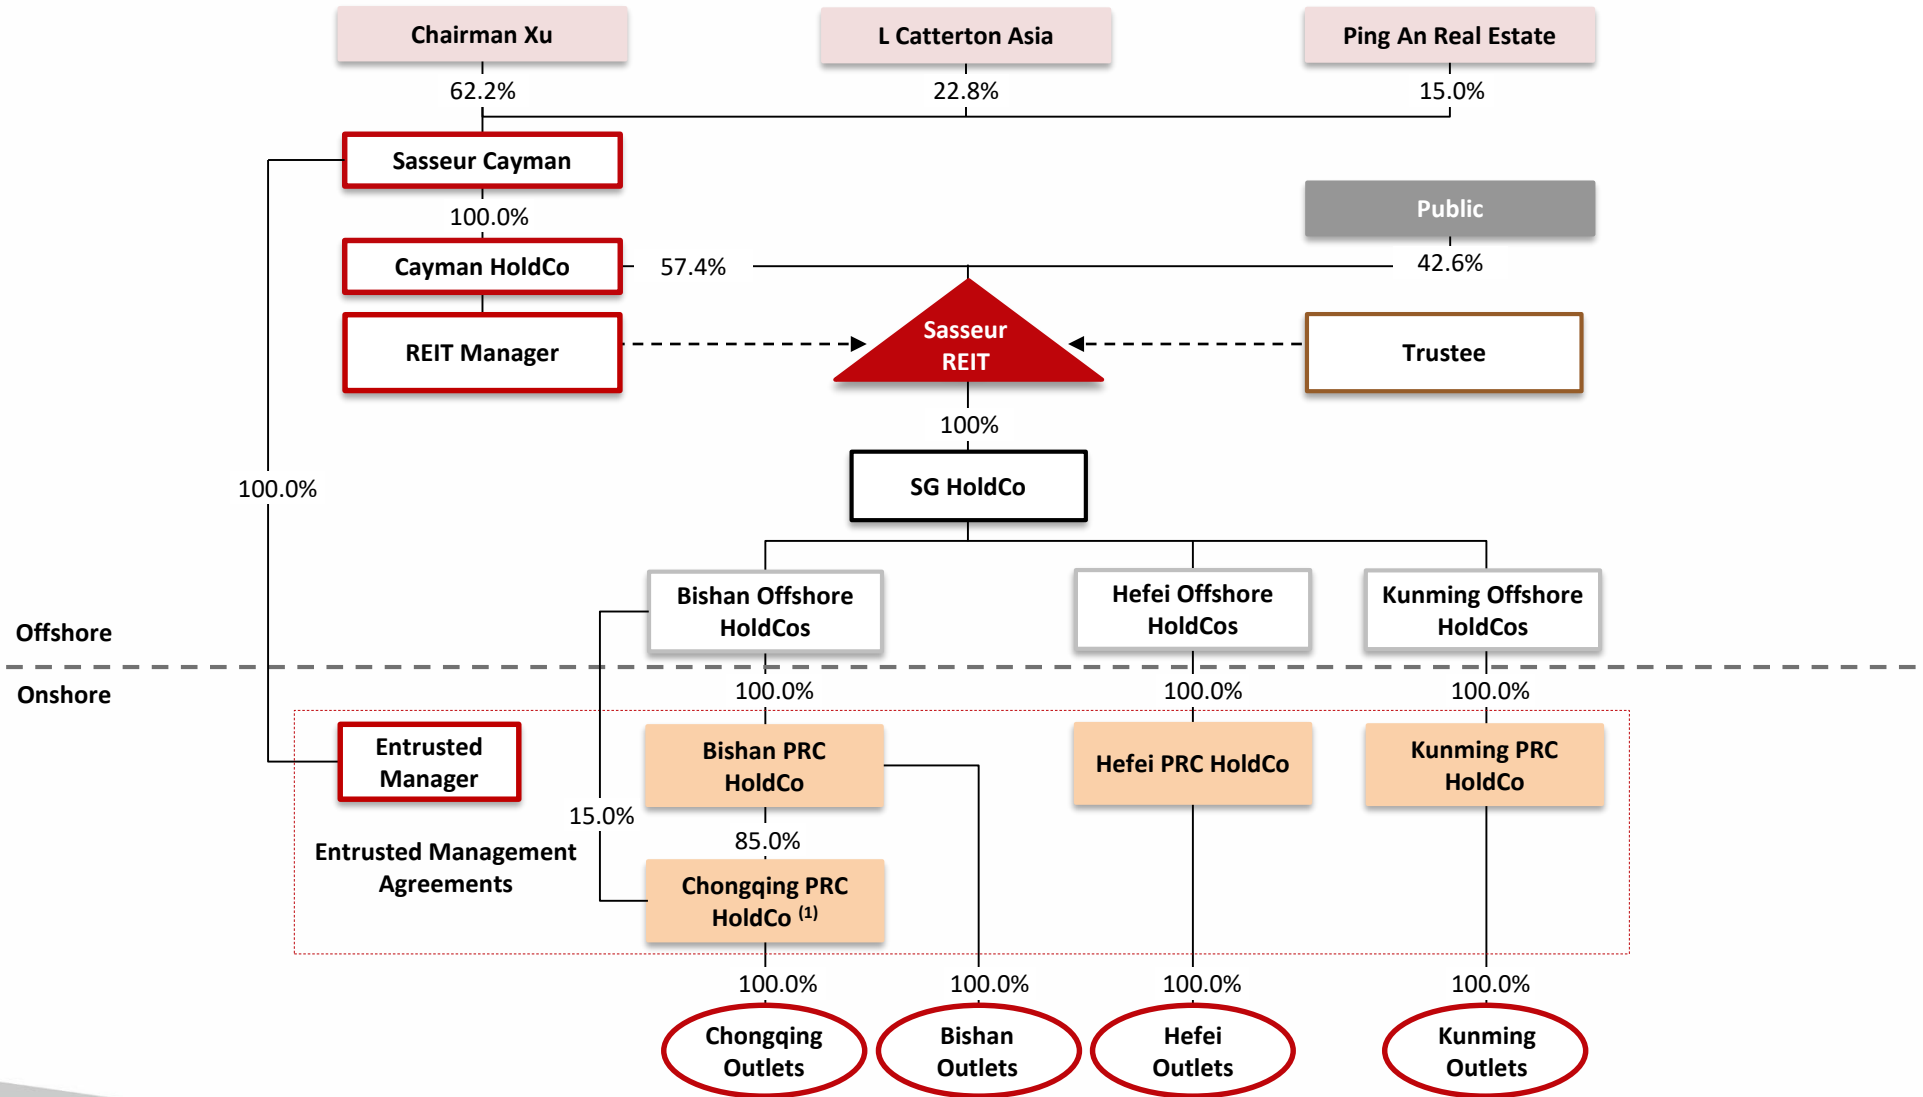 Chairman Xu
L Catterton Asia
Ping An Real Estate
62.2%
22.8%
15.0%
Sasseur Cayman
100.0%
Public
Cayman HoldCo
57.4%
42.6%
REIT Manager
Sasseur
REIT
Trustee
100%
100.0%
SG HoldCo
Bishan Offshore
HoldCos
Hefei Offshore
HoldCos
Kunming Offshore
HoldCos
Offshore
Onshore
100.0%
100.0%
100.0%
Entrusted
Manager
Bishan PRC
HoldCo
Hefei PRC HoldCo
Kunming PRC
HoldCo
15.0%
85.0%
Entrusted Management
Agreements
Chongqing PRC
HoldCo (1)
100.0%
100.0%
100.0%
100.0%
Chongqing
Outlets
Bishan
Outlets
Hefei
Outlets
Kunming
Outlets